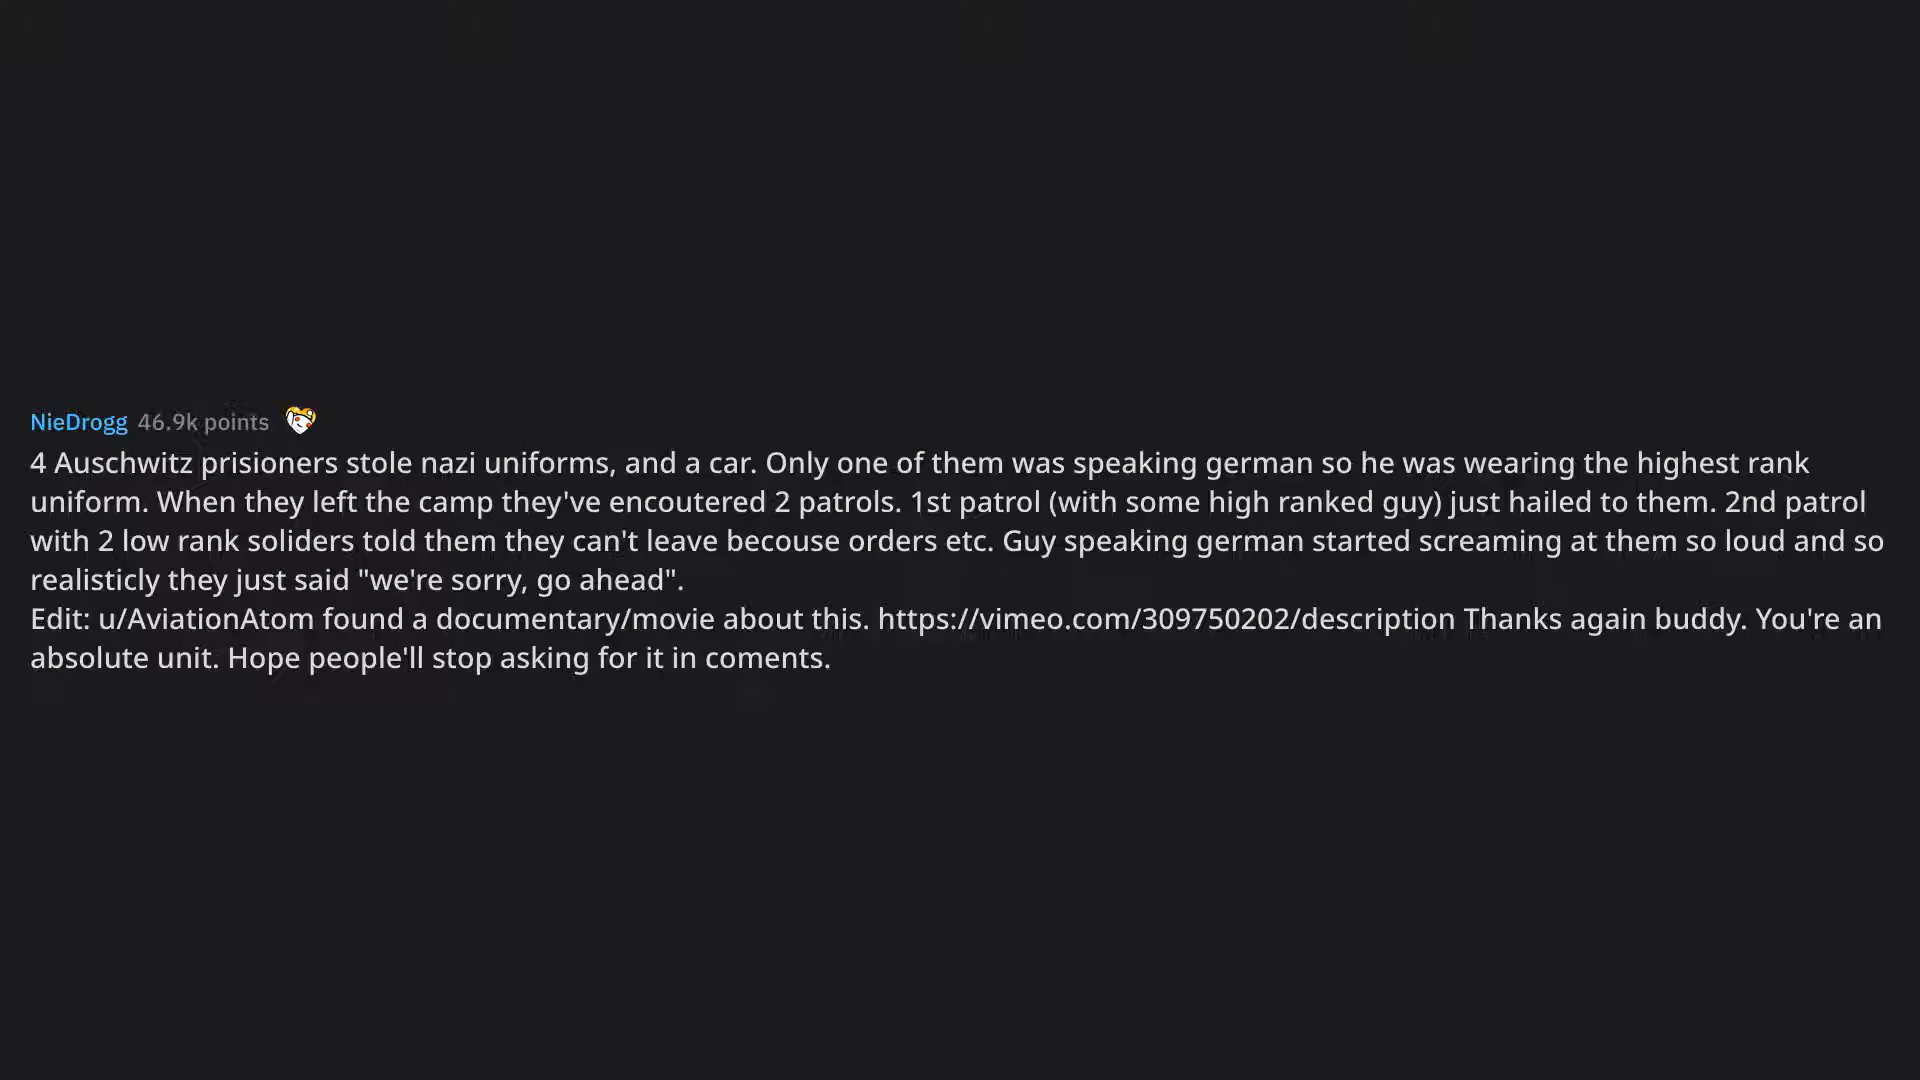 NieDrogg 46.9k points
4 Auschwitz prisioners stole nazi uniforms, and a car. Only one of them was speaking german so he was wearing the highest rank
uniform. When they left the camp they've encoutered 2 patrols. 1st patrol (with some high ranked guy) just hailed to them. 2nd patrol
with 2 low rank soliders told them they can't leave becouse orders etc. Guy speaking german started screaming at them so loud and so
realisticly they just said "we're sorry, go ahead".
Edit: u/AviationAtom found a documentary/movie about this. https://vimeo.com/309750202/description Thanks again buddy. You're an
absolute unit. Hope people'll stop asking for it in coments.